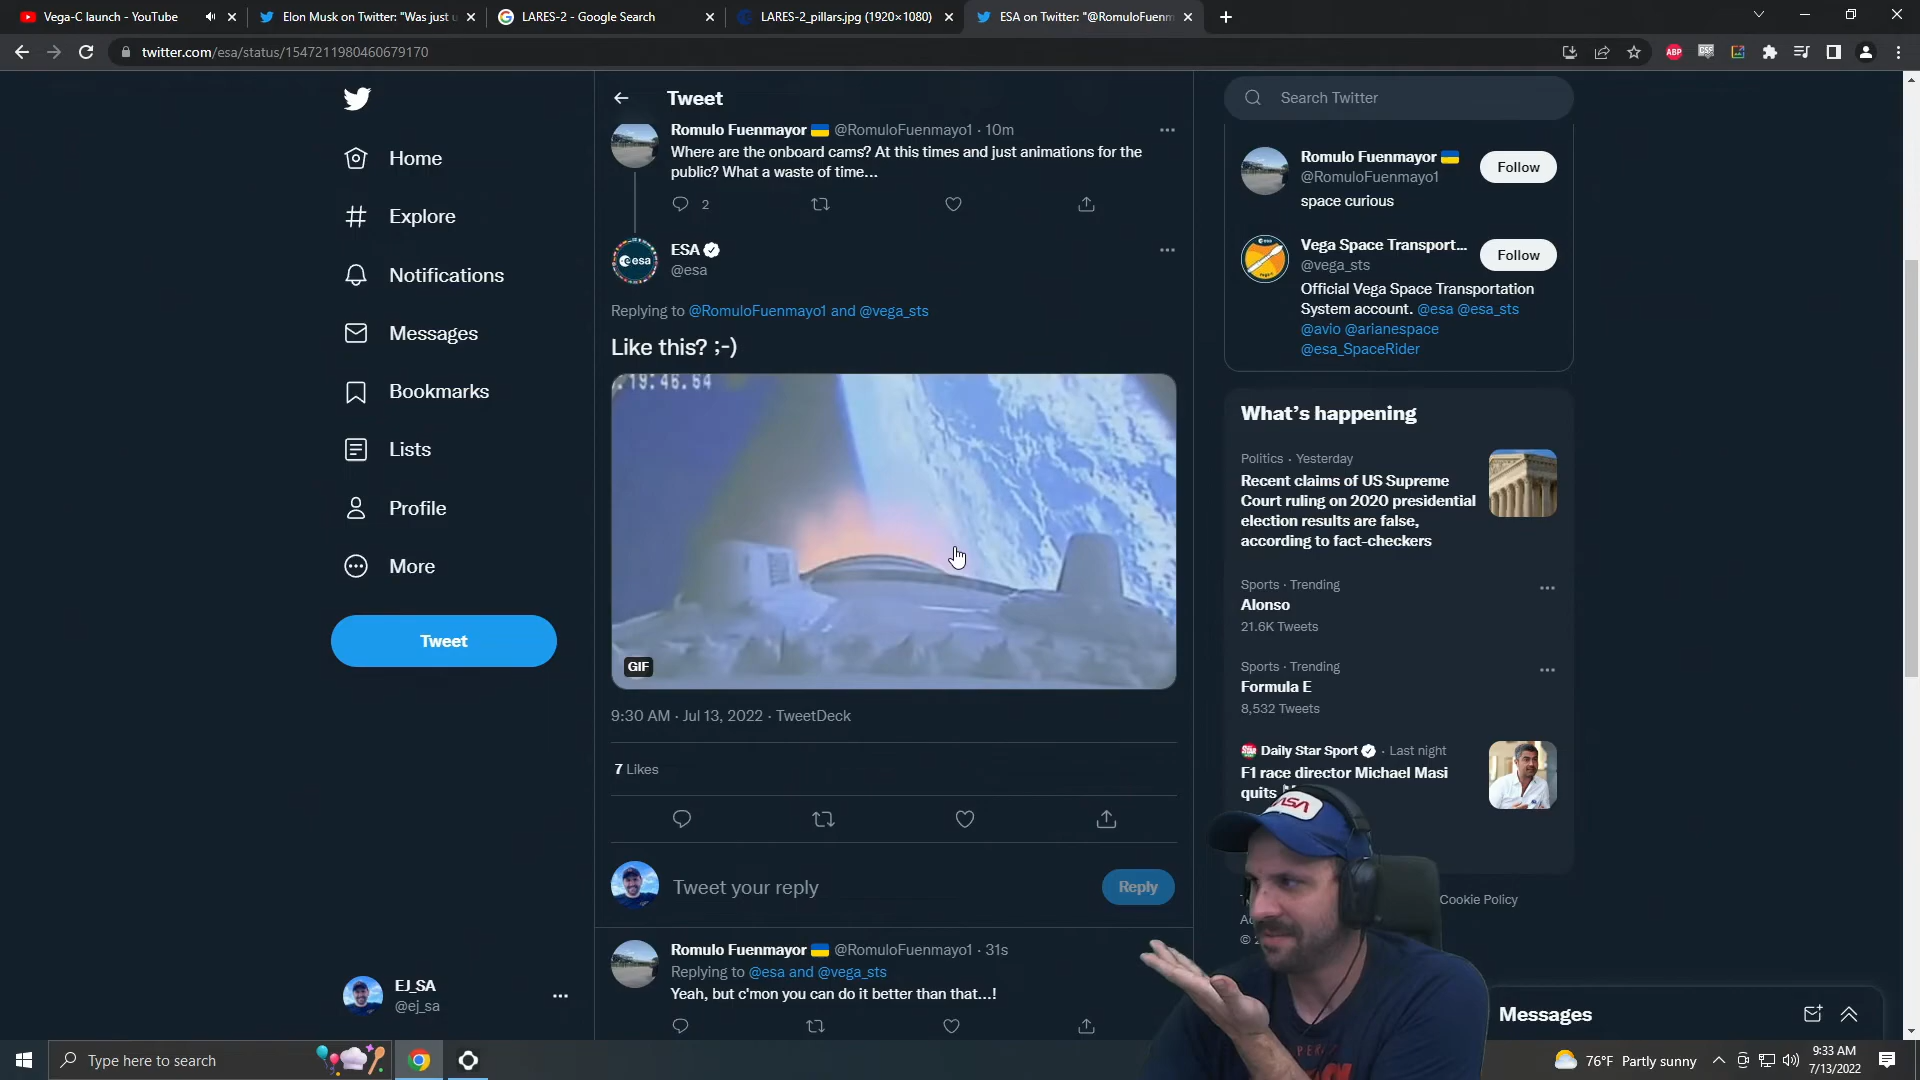 Vega-C launch - YouTube
Elon Musk on Twitter: "Was just u
LARES-2 - Google Search
LARES-2_pillars.jpg (1920×1080)
ESA on Twitter: "@RomuloFuenm
twitter.com/esa/status/1547211980460679170
ABP
Home
Explore
Notifications
Messages
Bookmarks
Lists
Profile
More
Tweet
EJ_SA
@ej_sa
Tweet
Romulo Fuenmayor @RomuloFuenmayo1 · 10m
Where are the onboard cams? At this times and just animations for the
public? What a waste of time...
2
ESA
@esa
esa
Replying to @RomuloFuenmayo1 and @vega_sts
Like this? ;-)
19:46.64
GIF
9:30 AM · Jul 13, 2022 · TweetDeck
7 Likes
Tweet your reply
Reply
Romulo Fuenmayor @RomuloFuenmayo1 · 31s
Replying to @esa and @vega_sts
Yeah, but c'mon you can do it better than that...!
Search Twitter
Romulo Fuenmayor
@RomuloFuenmayo1
space curious
Follow
Vega Space Transport...
@vega_sts
Follow
Official Vega Space Transportation
System account. @esa @esa_sts
@avio @arianespace
@esa_SpaceRider
What's happening
Politics · Yesterday
Recent claims of US Supreme
Court ruling on 2020 presidential
election results are false,
according to fact-checkers
Sports · Trending
Alonso
21.6K Tweets
Sports · Trending
Formula E
8,532 Tweets
Daily Star Sport · Last night
F1 race director Michael Masi
quits
Cookie Policy
Messages
Type here to search
76°F Partly sunny
9:33 AM
7/13/2022